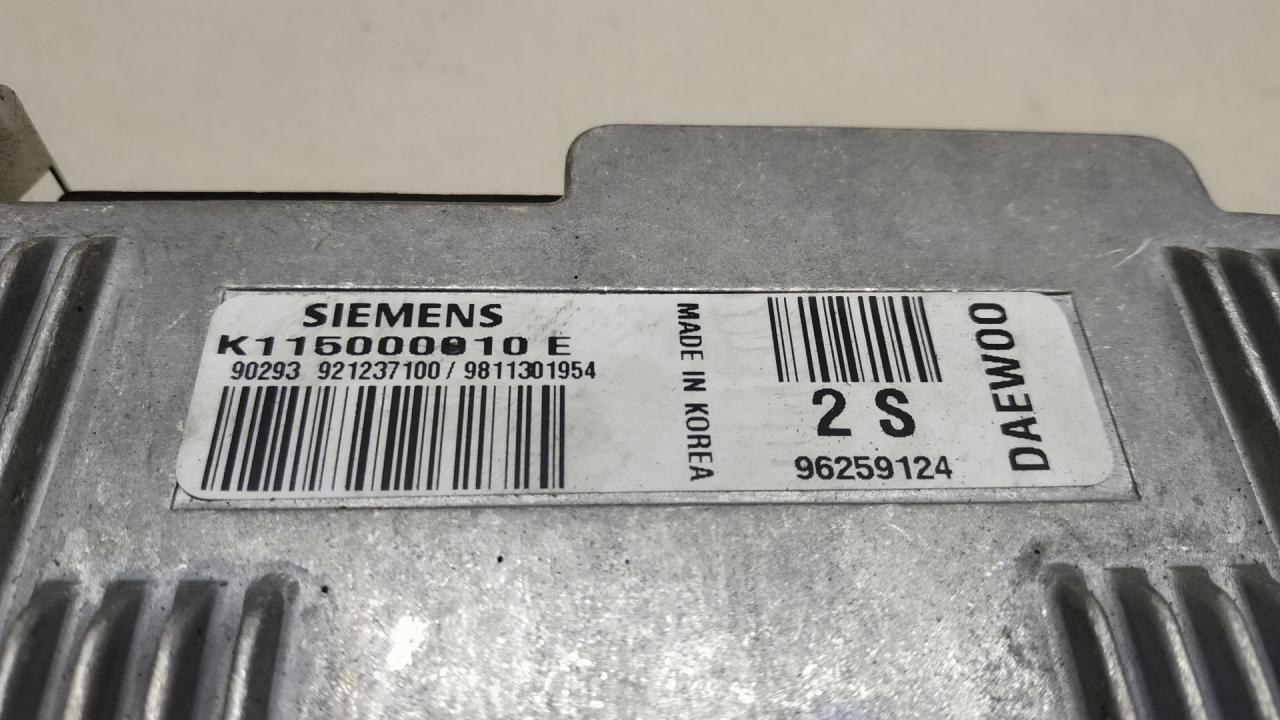 SIEMENS
K115000010 E
90293 921237100 / 9811301954
MADE IN KOREA
2 S
96259124
DAEWOO